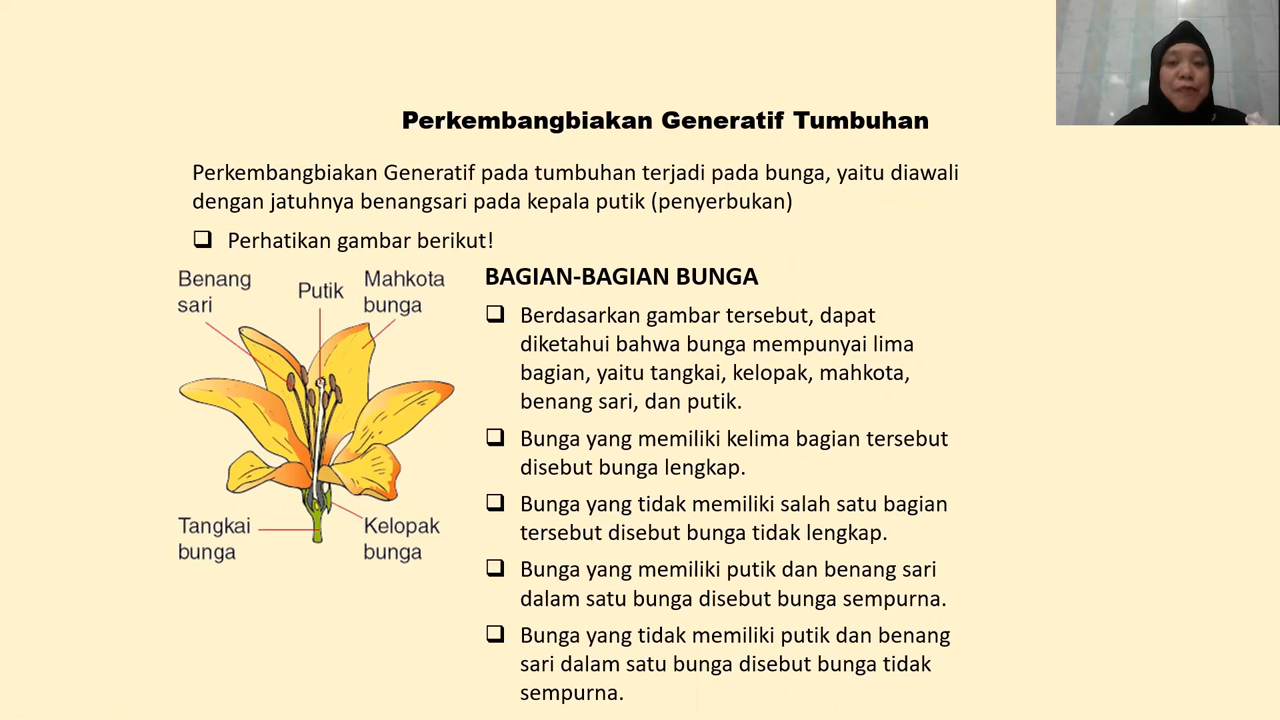 Perkembangbiakan Generatif Tumbuhan
Perkembangbiakan Generatif pada tumbuhan terjadi pada bunga, yaitu diawali
dengan jatuhnya benangsari pada kepala putik (penyerbukan)
Perhatikan gambar berikut!
Benang
sari
Putik
Mahkota
bunga
Tangkai
bunga
Kelopak
bunga
BAGIAN-BAGIAN BUNGA
Berdasarkan gambar tersebut, dapat
diketahui bahwa bunga mempunyai lima
bagian, yaitu tangkai, kelopak, mahkota,
benang sari, dan putik.
Bunga yang memiliki kelima bagian tersebut
disebut bunga lengkap.
Bunga yang tidak memiliki salah satu bagian
tersebut disebut bunga tidak lengkap.
Bunga yang memiliki putik dan benang sari
dalam satu bunga disebut bunga sempurna.
Bunga yang tidak memiliki putik dan benang
sari dalam satu bunga disebut bunga tidak
sempurna.